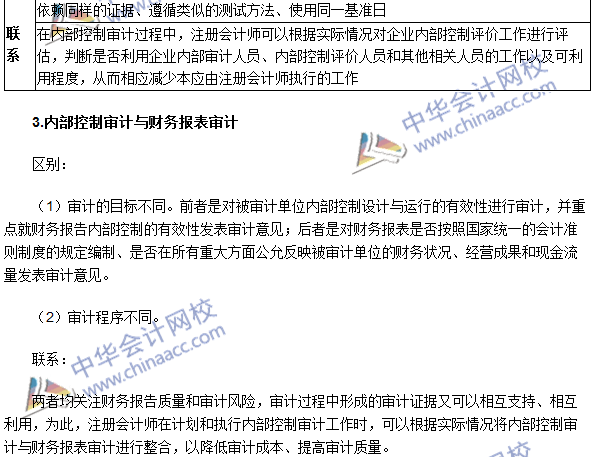 依赖同样的证据、遵循类似的测试方法、使用同一基准日
联系
在内部控制审计过程中，注册会计师可以根据实际情况对企业内部控制评价工作进行评
估，判断是否利用企业内部审计人员、内部控制评价人员和其他相关人员的工作以及可利
用程度，从而相应减少本应由注册会计师执行的工作
3.内部控制审计与财务报表审计
区别：
（1）审计的目标不同。前者是对被审计单位内部控制设计与运行的有效性进行审计，并重
点就财务报告内部控制的有效性发表审计意见；后者是对财务报表是否按照国家统一的会计准
则制度的规定编制、是否在所有重大方面公允反映被审计单位的财务状况、经营成果和现金流
量发表审计意见。
（2）审计程序不同。
联系：
两者均关注财务报告质量和审计风险，审计过程中形成的审计证据又可以相互支持、相互
利用，为此，注册会计师在计划和执行内部控制审计工作时，可以根据实际情况将内部控制审
计与财务报表审计进行整合，以降低审计成本、提高审计质量。
中华会计网校
www.chinaacc.com
中华会计网校
www.chinaacc.com